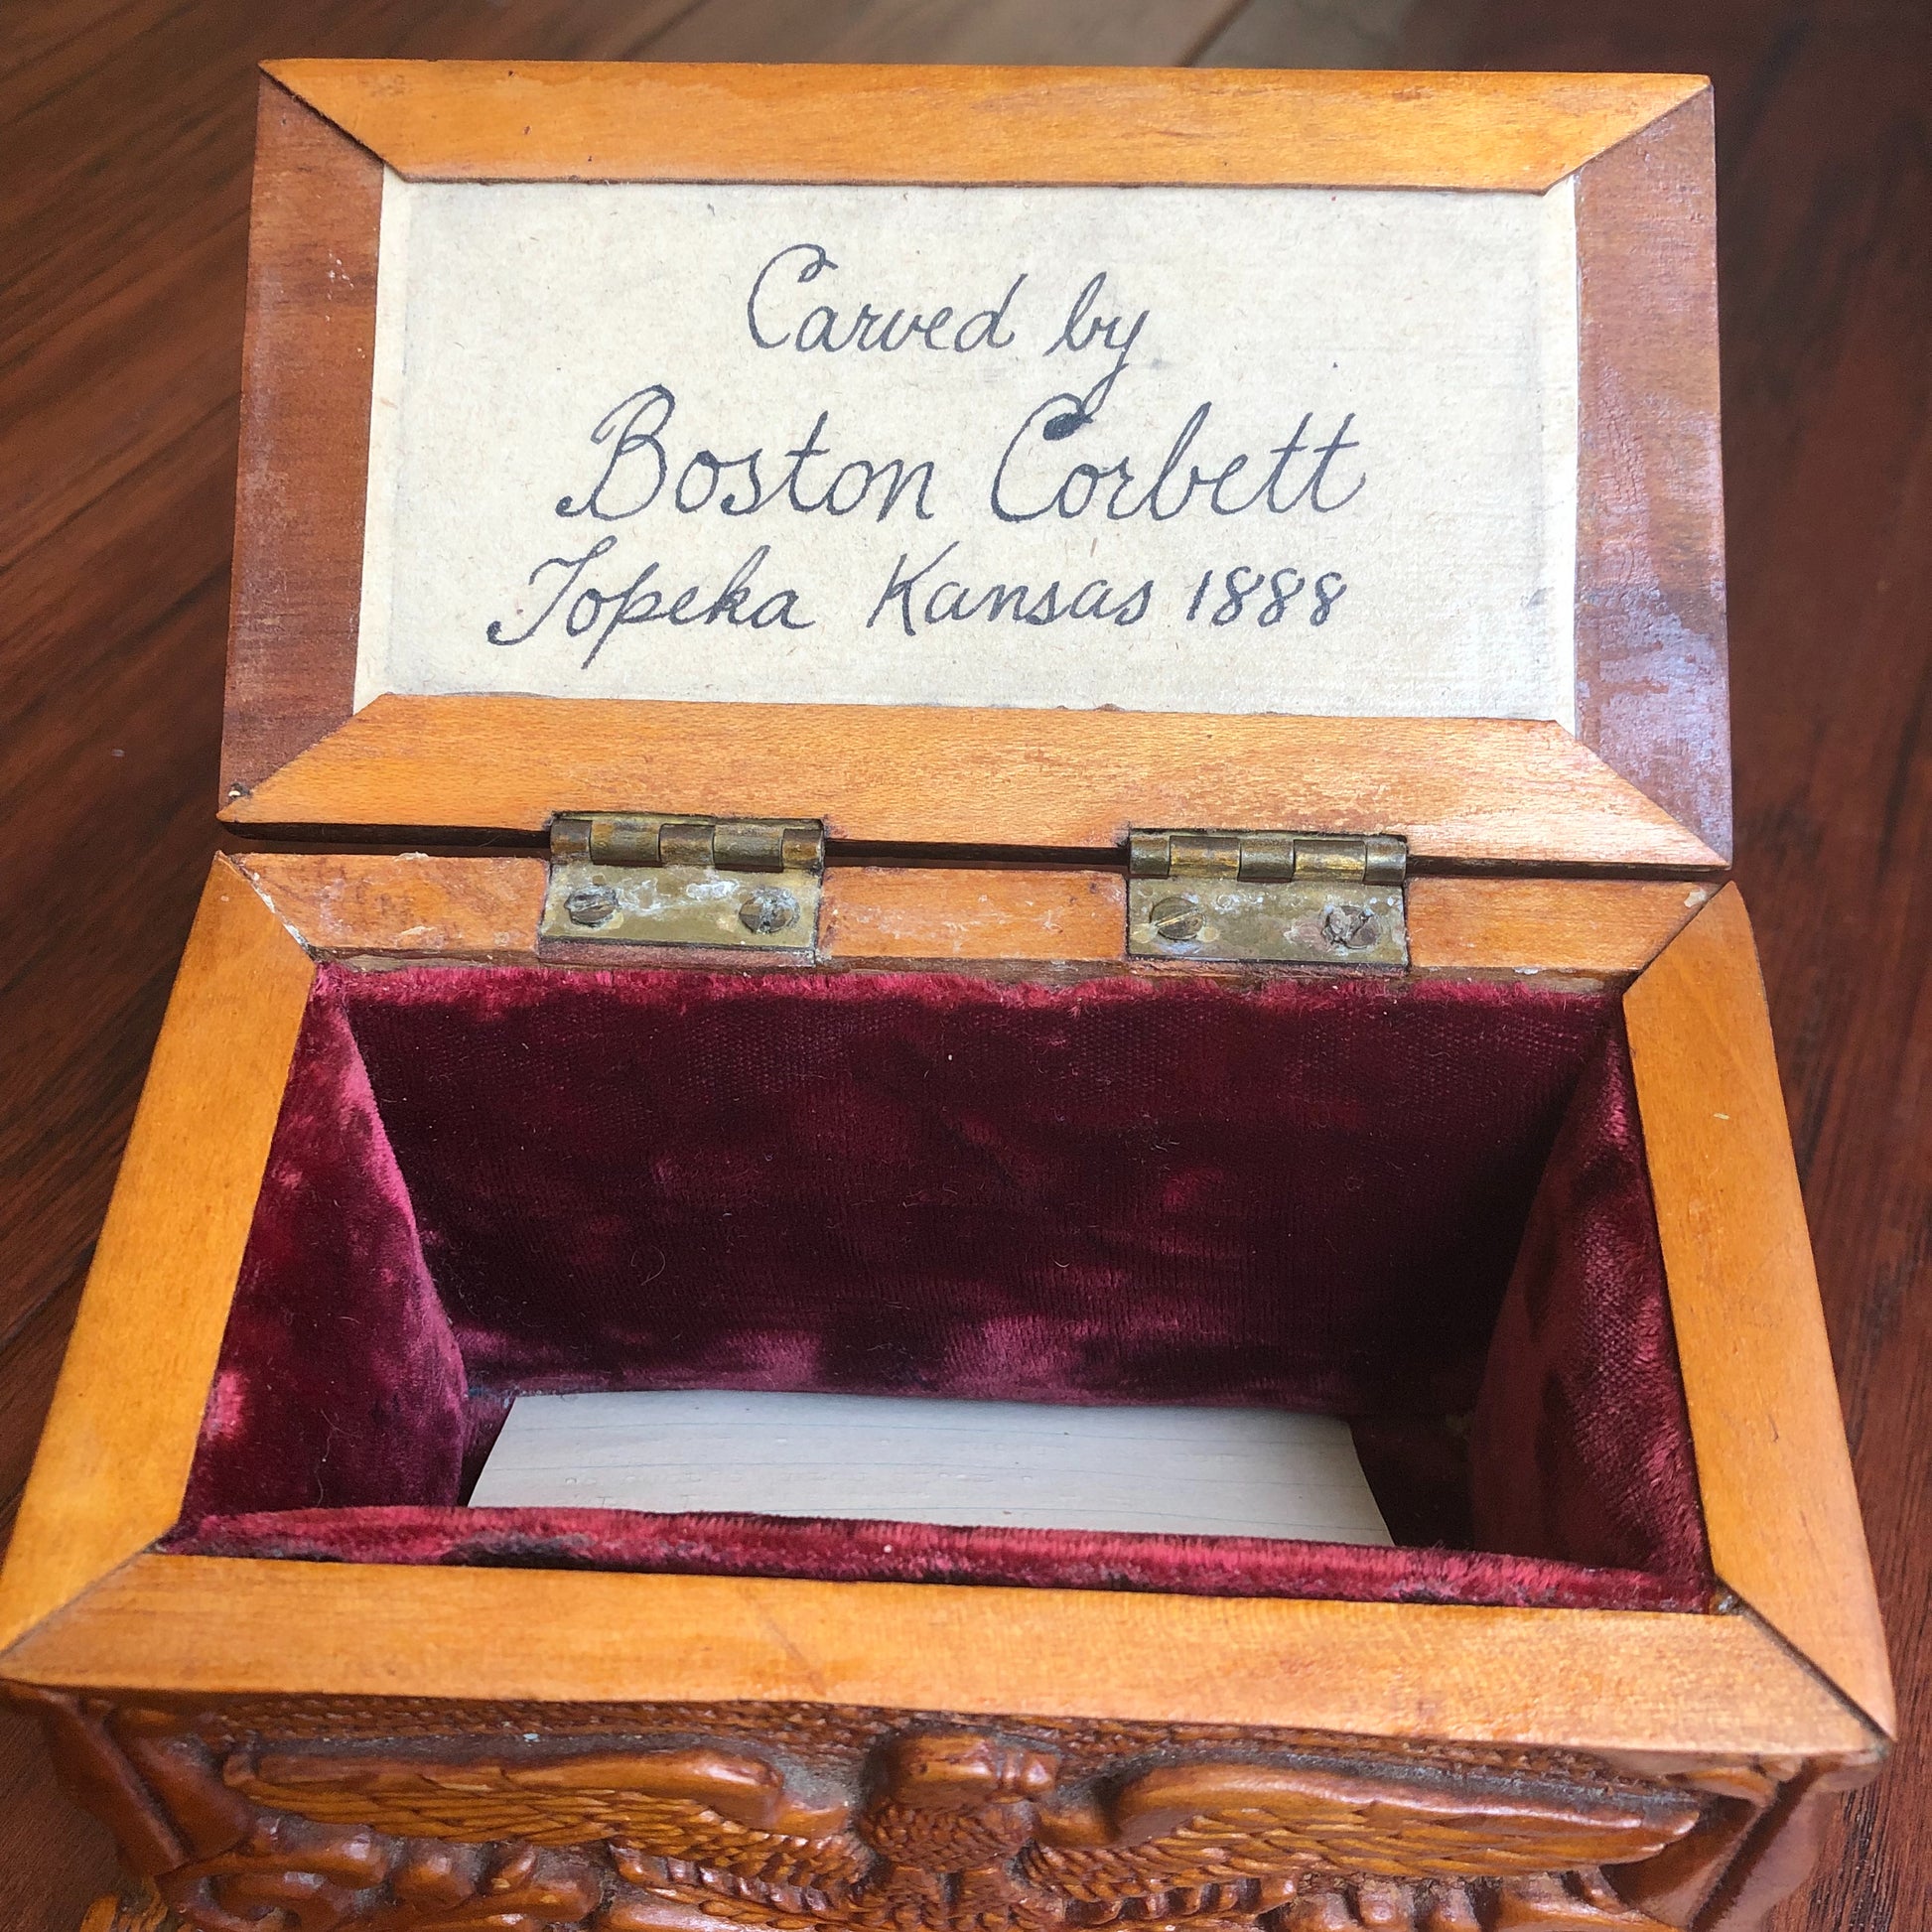 Carved by
Boston Corbett
Topeka Kansas 1888